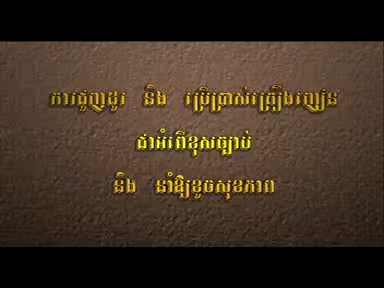 ការជួញដូរ និង ប្រើប្រាស់គ្រឿងញៀន
ជាអំពើខុសច្បាប់
និង នាំឱ្យខូចសុខភាព